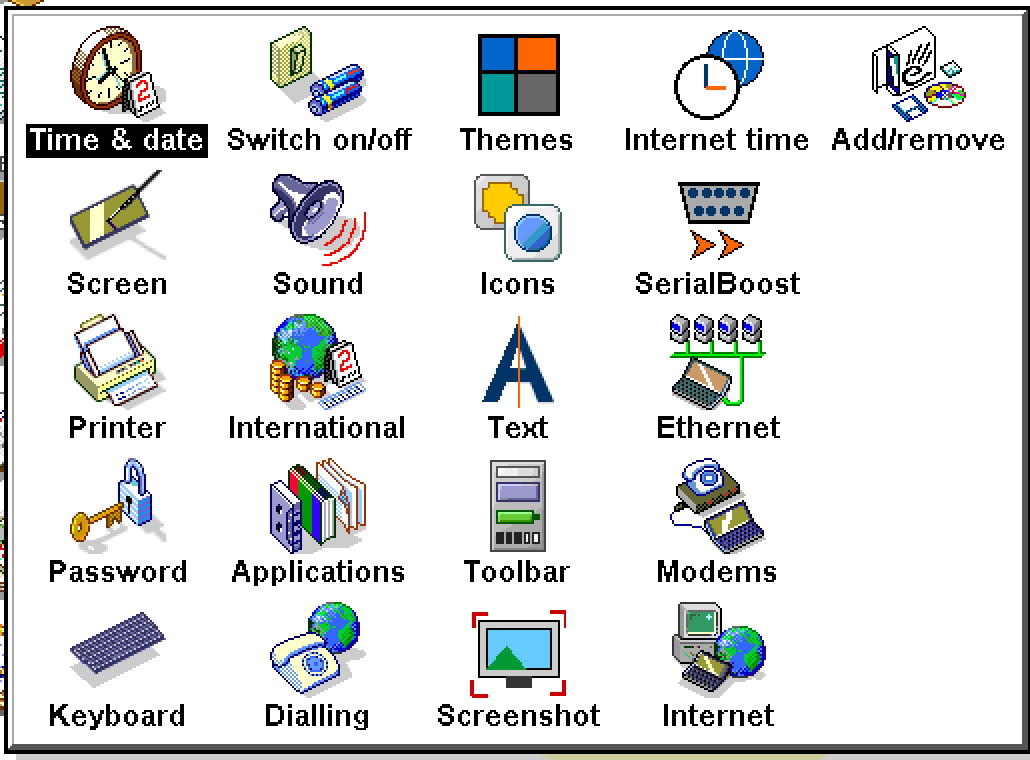 Time & date
Switch on/off
Themes
Internet time
Add/remove
Screen
Sound
Icons
SerialBoost
Printer
International
Text
Ethernet
Password
Applications
Toolbar
Modems
Keyboard
Dialling
Screenshot
Internet